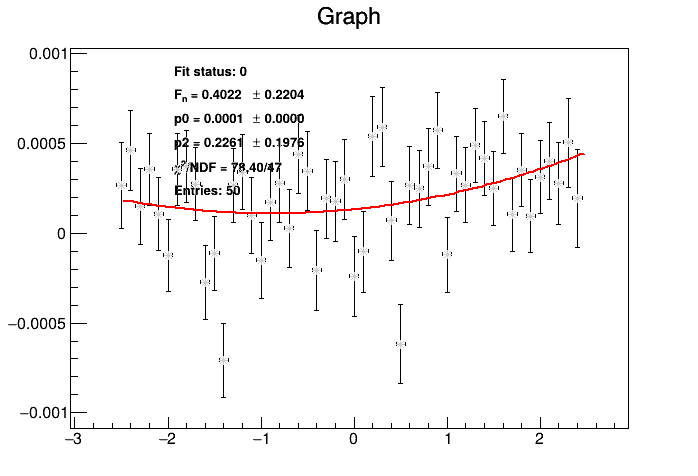 Graph
0.001
0.0005
0
−0.0005
−0.001
Fit status: 0
Fn = 0.4022 ± 0.2204
p0 = 0.0001 ± 0.0000
p2 = 0.2261 ± 0.1976
χ²/NDF = 78.40/47
Entries: 50
−3 −2 −1 0 1 2